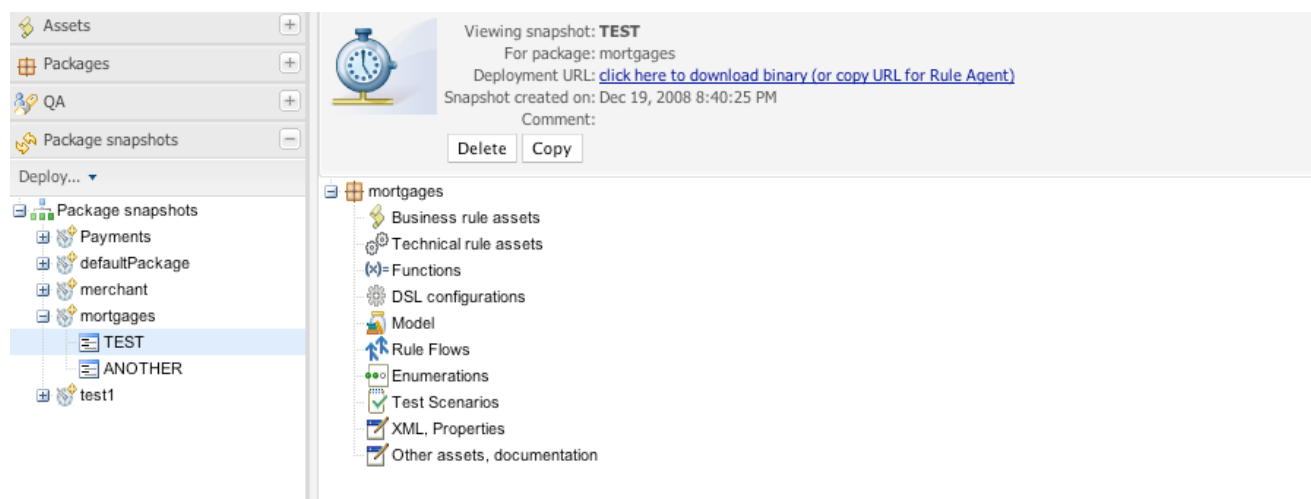 Assets
Packages
QA
Package snapshots
Deploy...
Package snapshots
Payments
defaultPackage
merchant
mortgages
TEST
ANOTHER
test1
Viewing snapshot: TEST
For package: mortgages
Deployment URL: click here to download binary (or copy URL for Rule Agent)
Snapshot created on: Dec 19, 2008 8:40:25 PM
Comment:
Delete Copy
mortgages
Business rule assets
Technical rule assets
(x)= Functions
DSL configurations
Model
Rule Flows
Enumerations
Test Scenarios
XML, Properties
Other assets, documentation